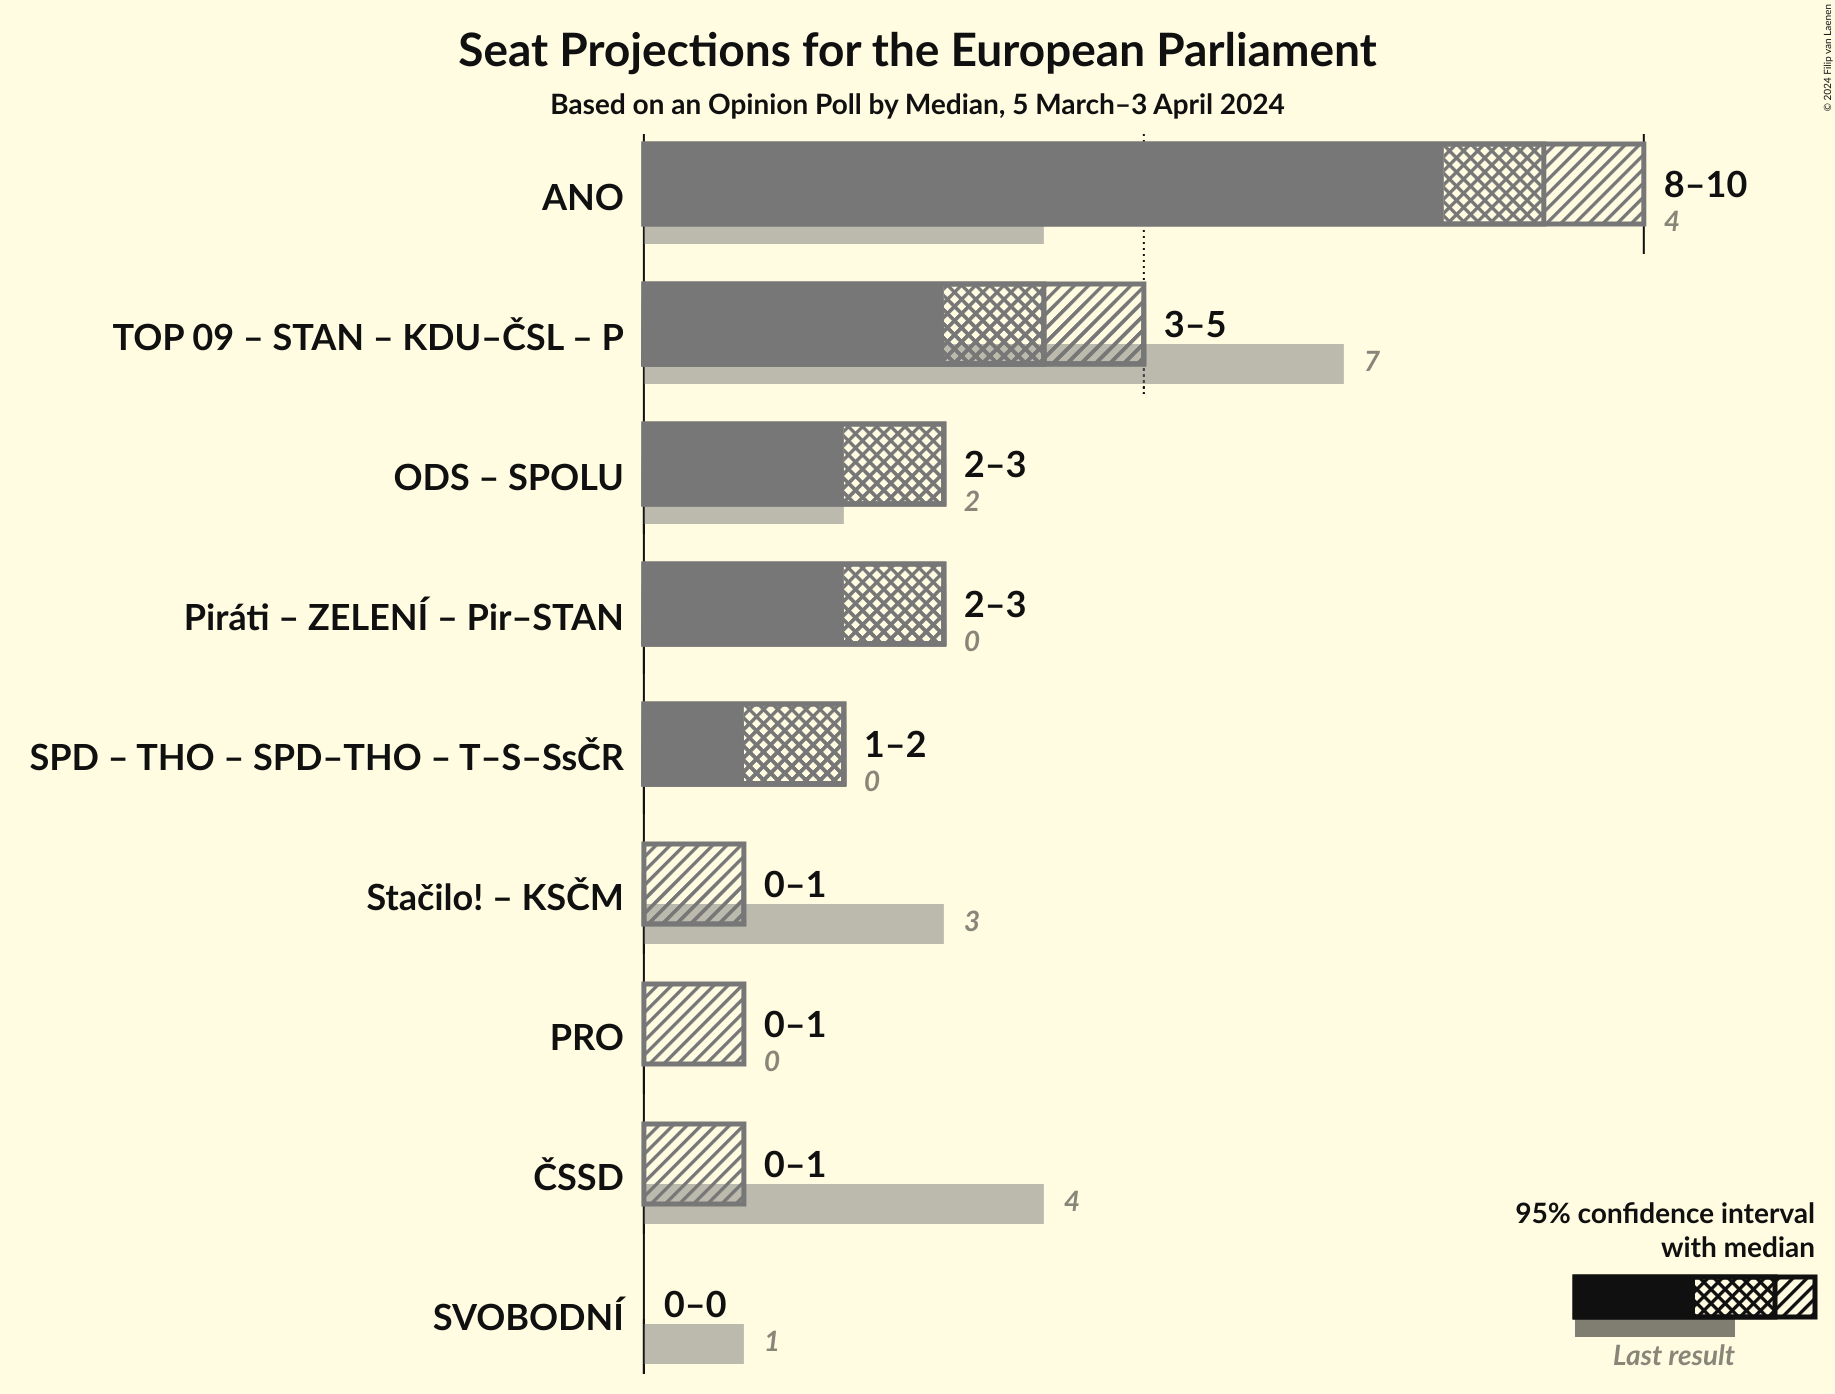 Seat Projections for the European Parliament
Based on an Opinion Poll by Median, 5 March–3 April 2024
© 2024 Filip van Laenen
ANO
8–10
4
TOP 09 – STAN – KDU–ČSL – P
3–5
7
ODS – SPOLU
2–3
2
Piráti – ZELENÍ – Pir–STAN
2–3
0
SPD – THO – SPD–THO – T–S–SsČR
1–2
0
Stačilo! – KSČM
0–1
3
PRO
0–1
0
ČSSD
0–1
4
SVOBODNÍ
0–0
1
95% confidence interval
with median
Last result